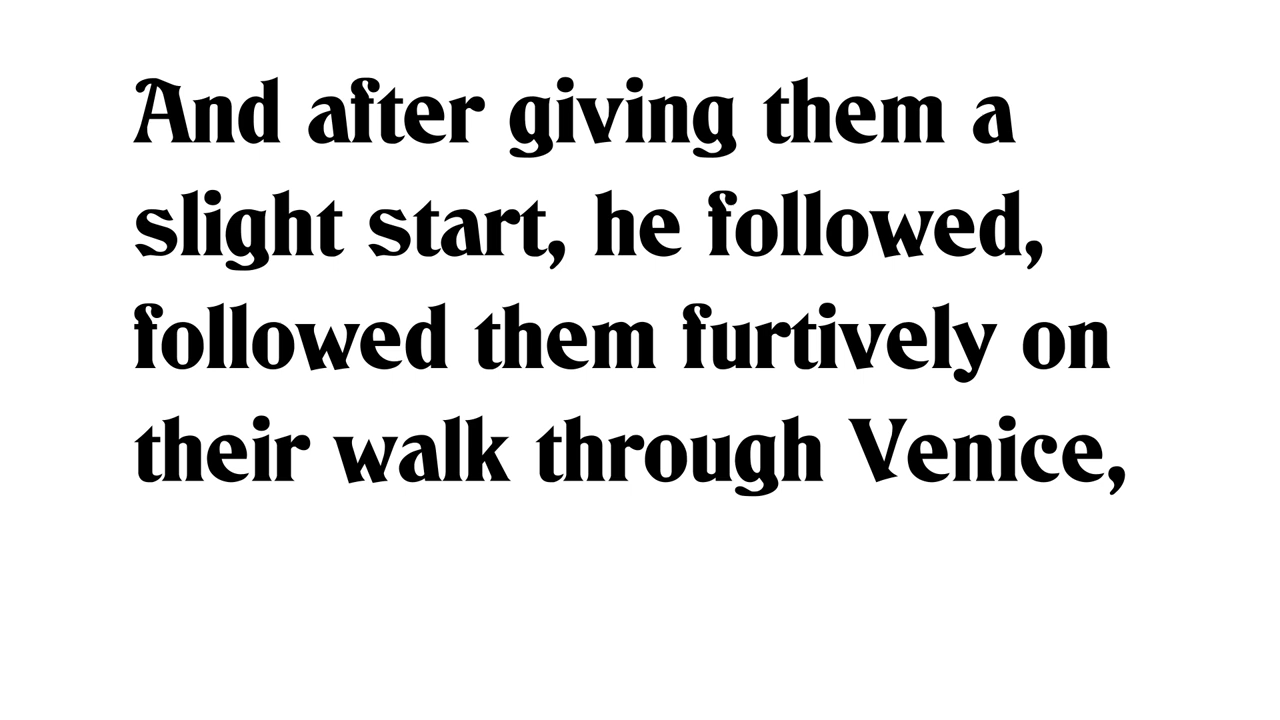 And after giving them a
slight start, he followed,
followed them furtively on
their walk through Venice,